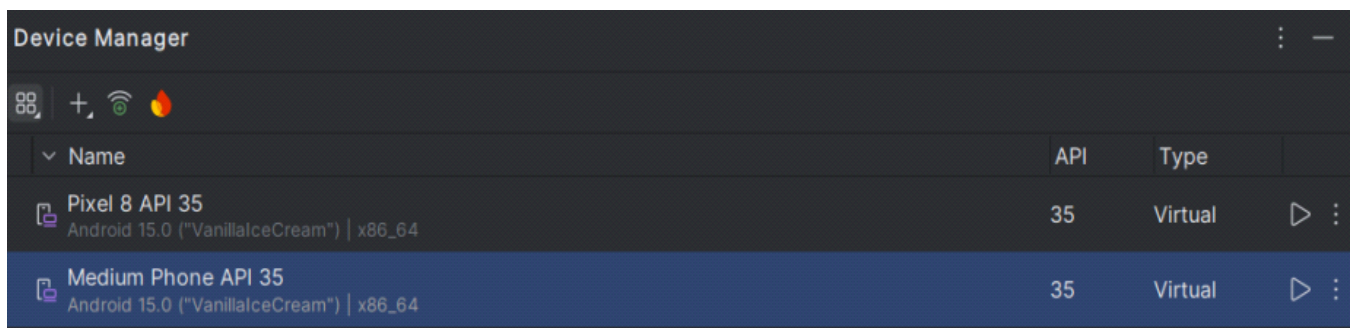 Device Manager
Name API Type
Pixel 8 API 35
Android 15.0 ("VanillaIceCream") | x86_64
35 Virtual
Medium Phone API 35
Android 15.0 ("VanillaIceCream") | x86_64
35 Virtual